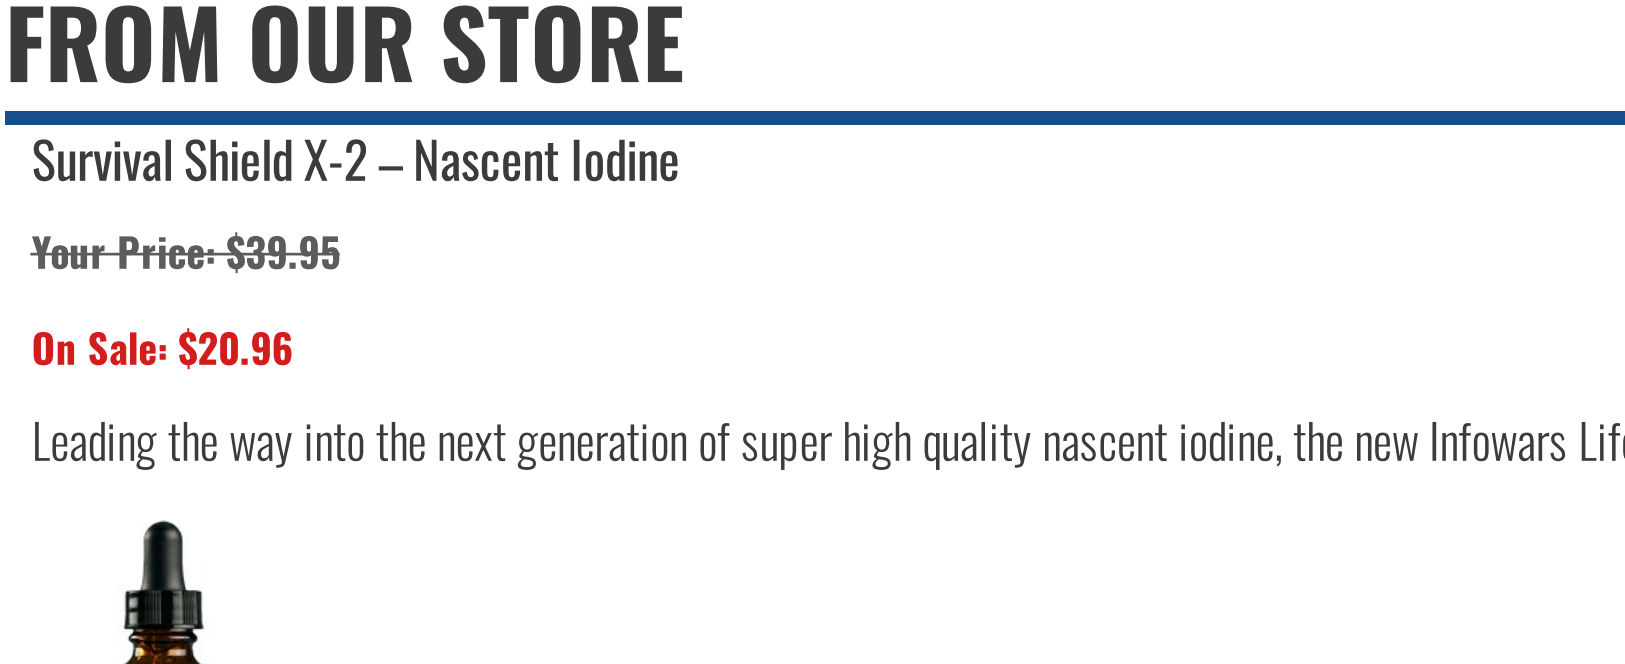 FROM OUR STORE
Survival Shield X-2 – Nascent Iodine
Your Price: $39.95
On Sale: $20.96
Leading the way into the next generation of super high quality nascent iodine, the new Infowars